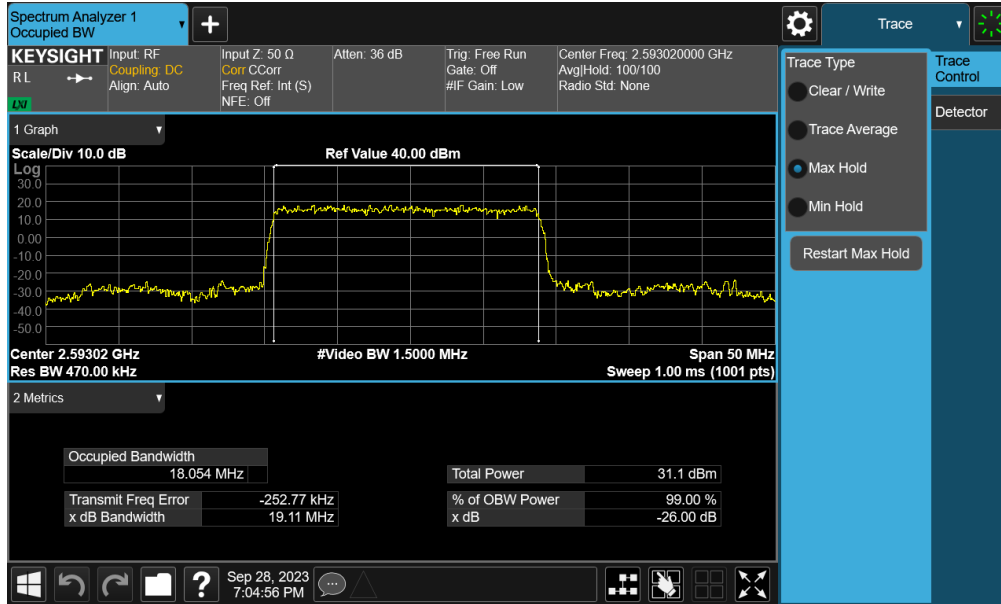 Spectrum Analyzer 1
Occupied BW
Trace
KEYSIGHT
R L
LXI
Input: RF
Coupling: DC
Align: Auto
Input Z: 50 Ω
Corr CCorr
Freq Ref: Int (S)
NFE: Off
Atten: 36 dB
Trig: Free Run
Gate: Off
#IF Gain: Low
Center Freq: 2.593020000 GHz
Avg|Hold: 100/100
Radio Std: None
Trace Type
Clear / Write
Trace Average
Max Hold
Min Hold
Restart Max Hold
Trace
Control
Detector
1 Graph
Scale/Div 10.0 dB
Ref Value 40.00 dBm
Log
30.0
20.0
10.0
0.00
-10.0
-20.0
-30.0
-40.0
-50.0
Center 2.59302 GHz
#Video BW 1.5000 MHz
Span 50 MHz
Res BW 470.00 kHz
Sweep 1.00 ms (1001 pts)
2 Metrics
Occupied Bandwidth
18.054 MHz
Total Power 31.1 dBm
Transmit Freq Error -252.77 kHz
% of OBW Power 99.00 %
x dB Bandwidth 19.11 MHz
x dB -26.00 dB
?
Sep 28, 2023
7:04:56 PM